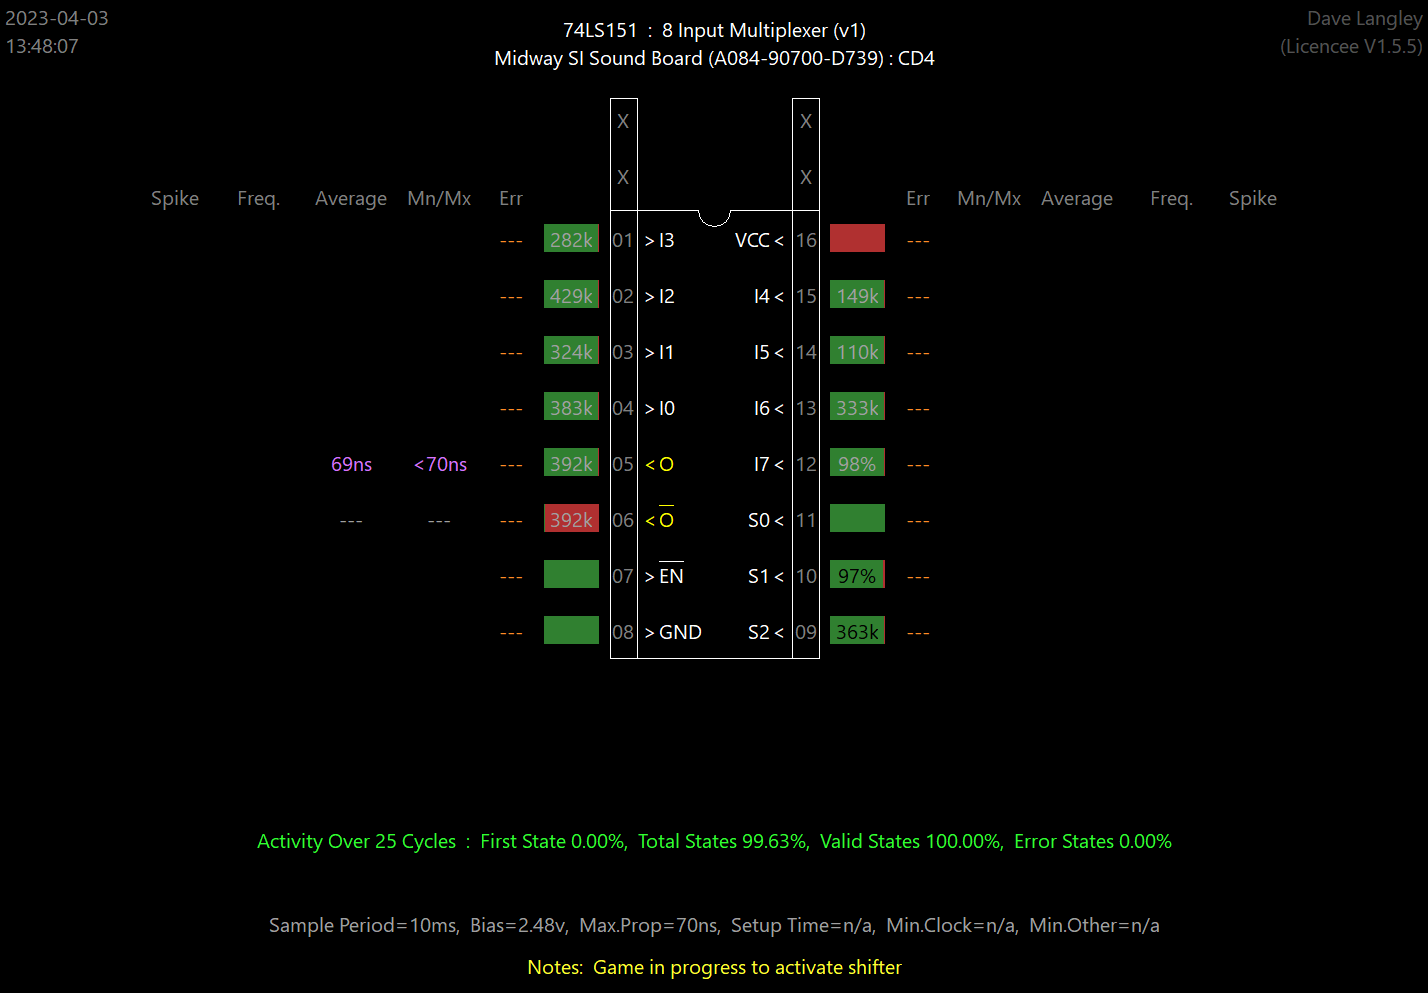 2023-04-03
13:48:07
74LS151 : 8 Input Multiplexer (v1)
Midway SI Sound Board (A084-90700-D739) : CD4
Dave Langley
(Licencee V1.5.5)
X X
X X
Spike Freq. Average Mn/Mx Err Err Mn/Mx Average Freq. Spike
--- 282k 01 > I3 VCC < 16 ---
--- 429k 02 > I2 I4 < 15 149k ---
--- 324k 03 > I1 I5 < 14 110k ---
--- 383k 04 > I0 I6 < 13 333k ---
69ns <70ns --- 392k 05 < O I7 < 12 98% ---
--- --- --- 392k 06 < O̅ S0 < 11 ---
--- 07 > E̅N̅ S1 < 10 97% ---
--- 08 > GND S2 < 09 363k ---
Activity Over 25 Cycles : First State 0.00%, Total States 99.63%, Valid States 100.00%, Error States 0.00%
Sample Period=10ms, Bias=2.48v, Max.Prop=70ns, Setup Time=n/a, Min.Clock=n/a, Min.Other=n/a
Notes: Game in progress to activate shifter